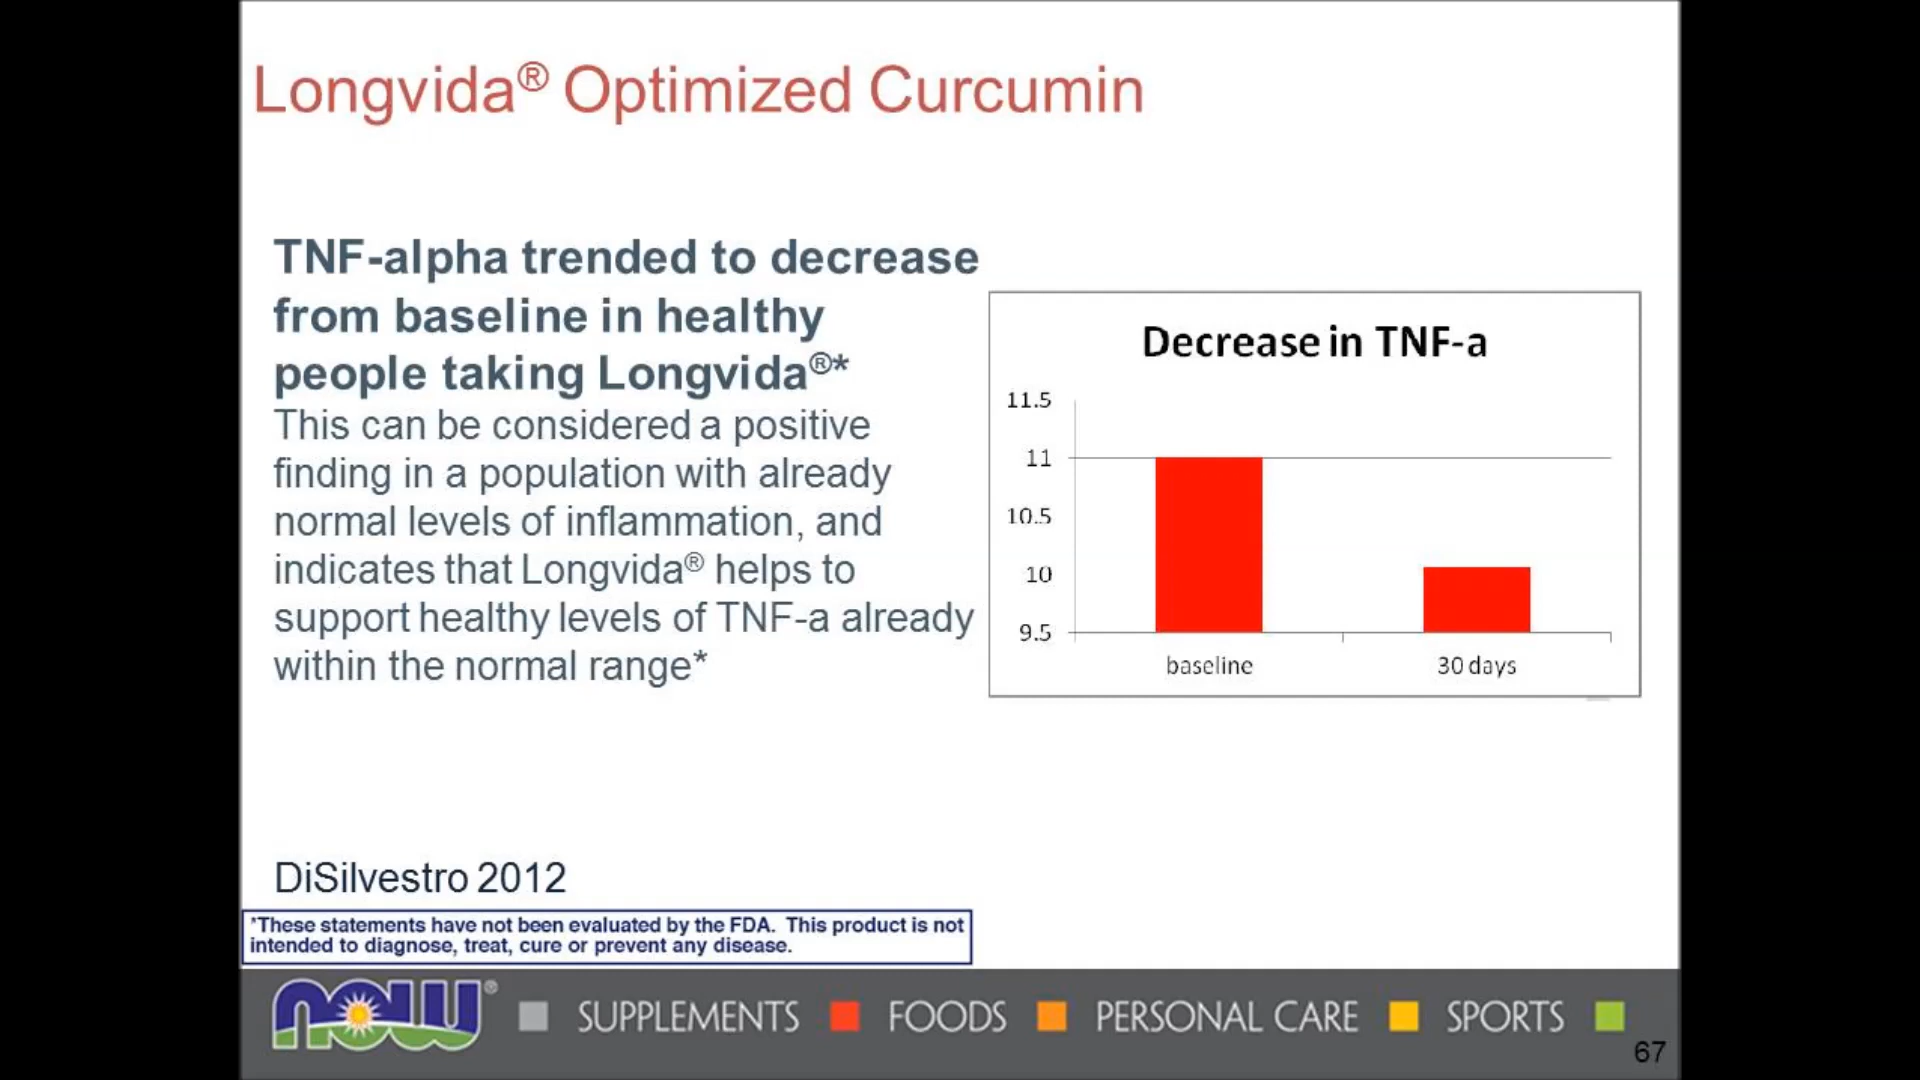 Longvida® Optimized Curcumin
TNF-alpha trended to decrease
from baseline in healthy
people taking Longvida®*
This can be considered a positive
finding in a population with already
normal levels of inflammation, and
indicates that Longvida® helps to
support healthy levels of TNF-a already
within the normal range*
Decrease in TNF-a
11.5
11
10.5
10
9.5
baseline 30 days
DiSilvestro 2012
*These statements have not been evaluated by the FDA. This product is not
intended to diagnose, treat, cure or prevent any disease.
NOW® SUPPLEMENTS FOODS PERSONAL CARE SPORTS
67